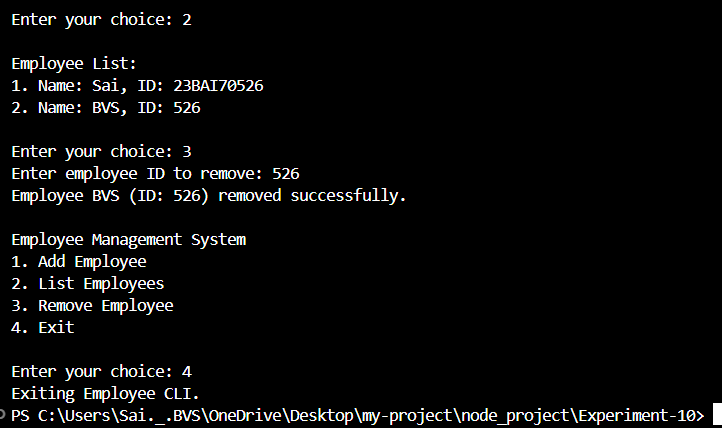 Enter your choice: 2
Employee List:
1. Name: Sai, ID: 23BAI70526
2. Name: BVS, ID: 526
Enter your choice: 3
Enter employee ID to remove: 526
Employee BVS (ID: 526) removed successfully.
Employee Management System
1. Add Employee
2. List Employees
3. Remove Employee
4. Exit
Enter your choice: 4
Exiting Employee CLI.
PS C:\Users\Sai._.BVS\OneDrive\Desktop\my-project\node_project\Experiment-10>